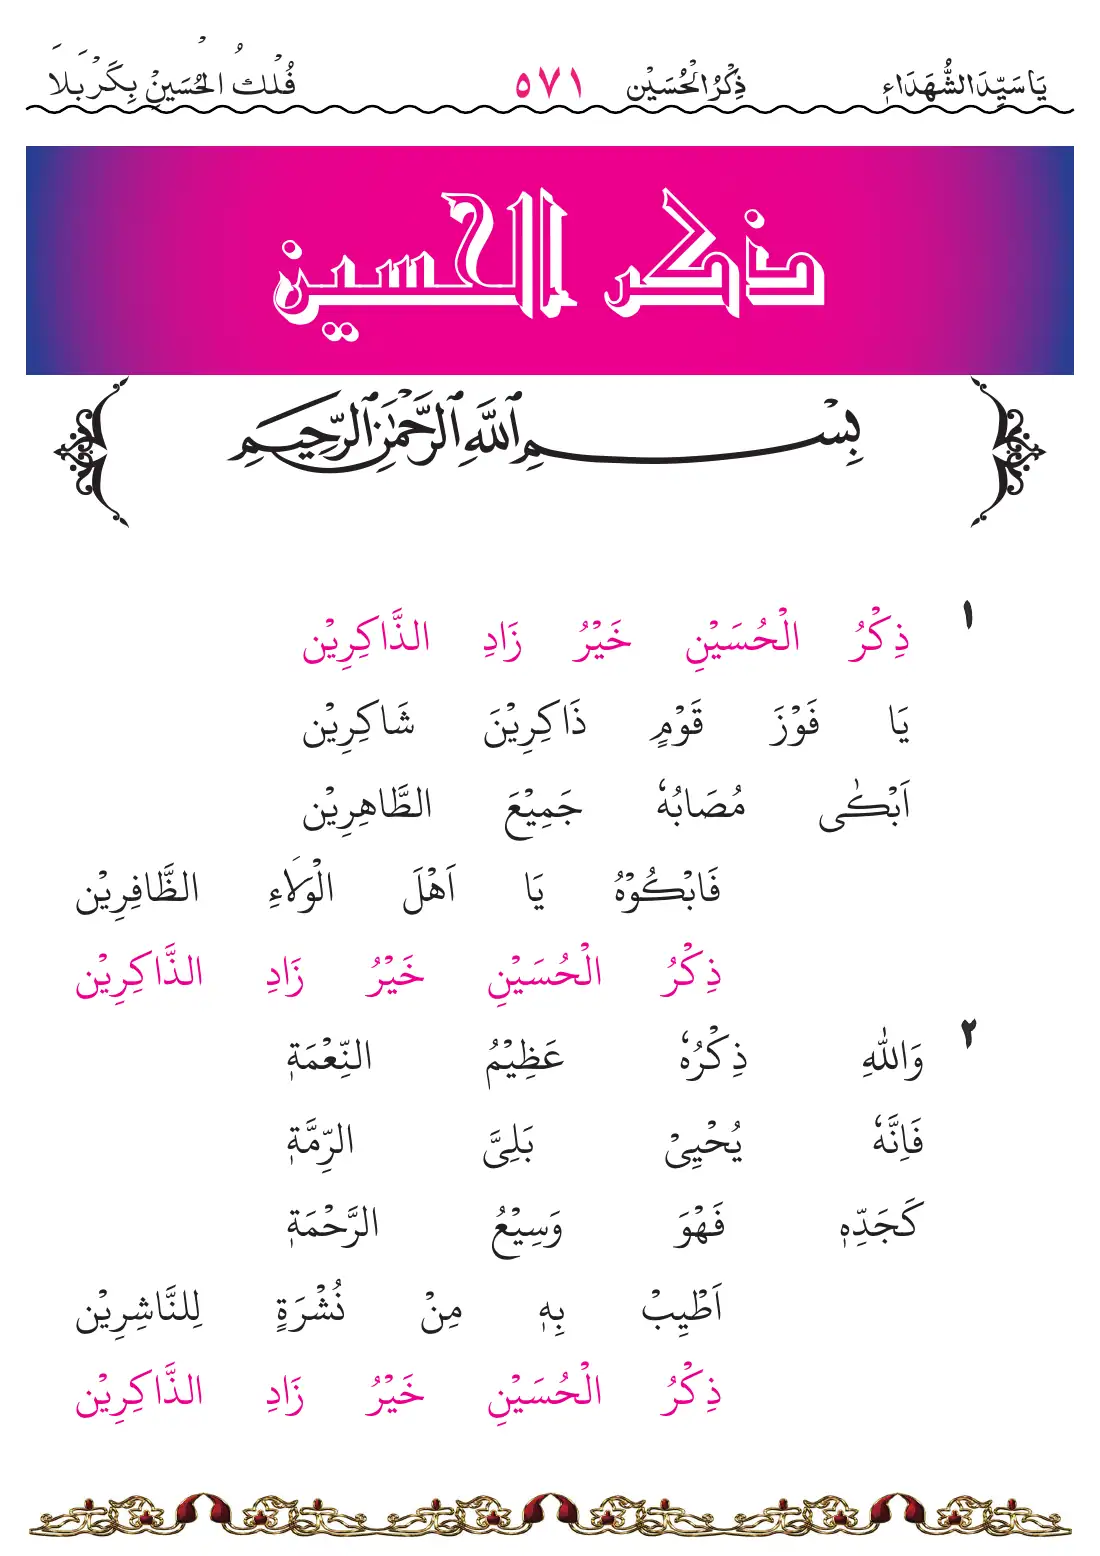 يَا سَيِّدَ الشُّهَدَاءِ ذِكْرُ الْحُسَيْن ٥٧١ فُلْكُ الْحُسَيْنِ بِكَرْبَلَا
ذكر الحسين
بِسْمِ اللَّهِ الرَّحْمَٰنِ الرَّحِيمِ
١ ذِكْرُ الْحُسَيْنِ خَيْرُ زَادِ الذَّاكِرِيْن
يَا فَوْزَ قَوْمٍ ذَاكِرِيْنَ شَاكِرِيْن
اَبْكٰى مُصَابُهٗ جَمِيْعَ الطَّاهِرِيْن
فَابْكُوْهُ يَا اَهْلَ الْوَلَاءِ الظَّافِرِيْن
ذِكْرُ الْحُسَيْنِ خَيْرُ زَادِ الذَّاكِرِيْن
٢ وَاللهِ ذِكْرُهٗ عَظِيْمُ النِّعْمَةِ
فَاِنَّهٗ يُحْيِىْ بَلِىَّ الرِّمَّةِ
كَجَدِّهٖ فَهْوَ وَسِيْعُ الرَّحْمَةِ
اَطْيِبْ بِهٖ مِنْ نُشْرَةٍ لِلنَّاشِرِيْن
ذِكْرُ الْحُسَيْنِ خَيْرُ زَادِ الذَّاكِرِيْن